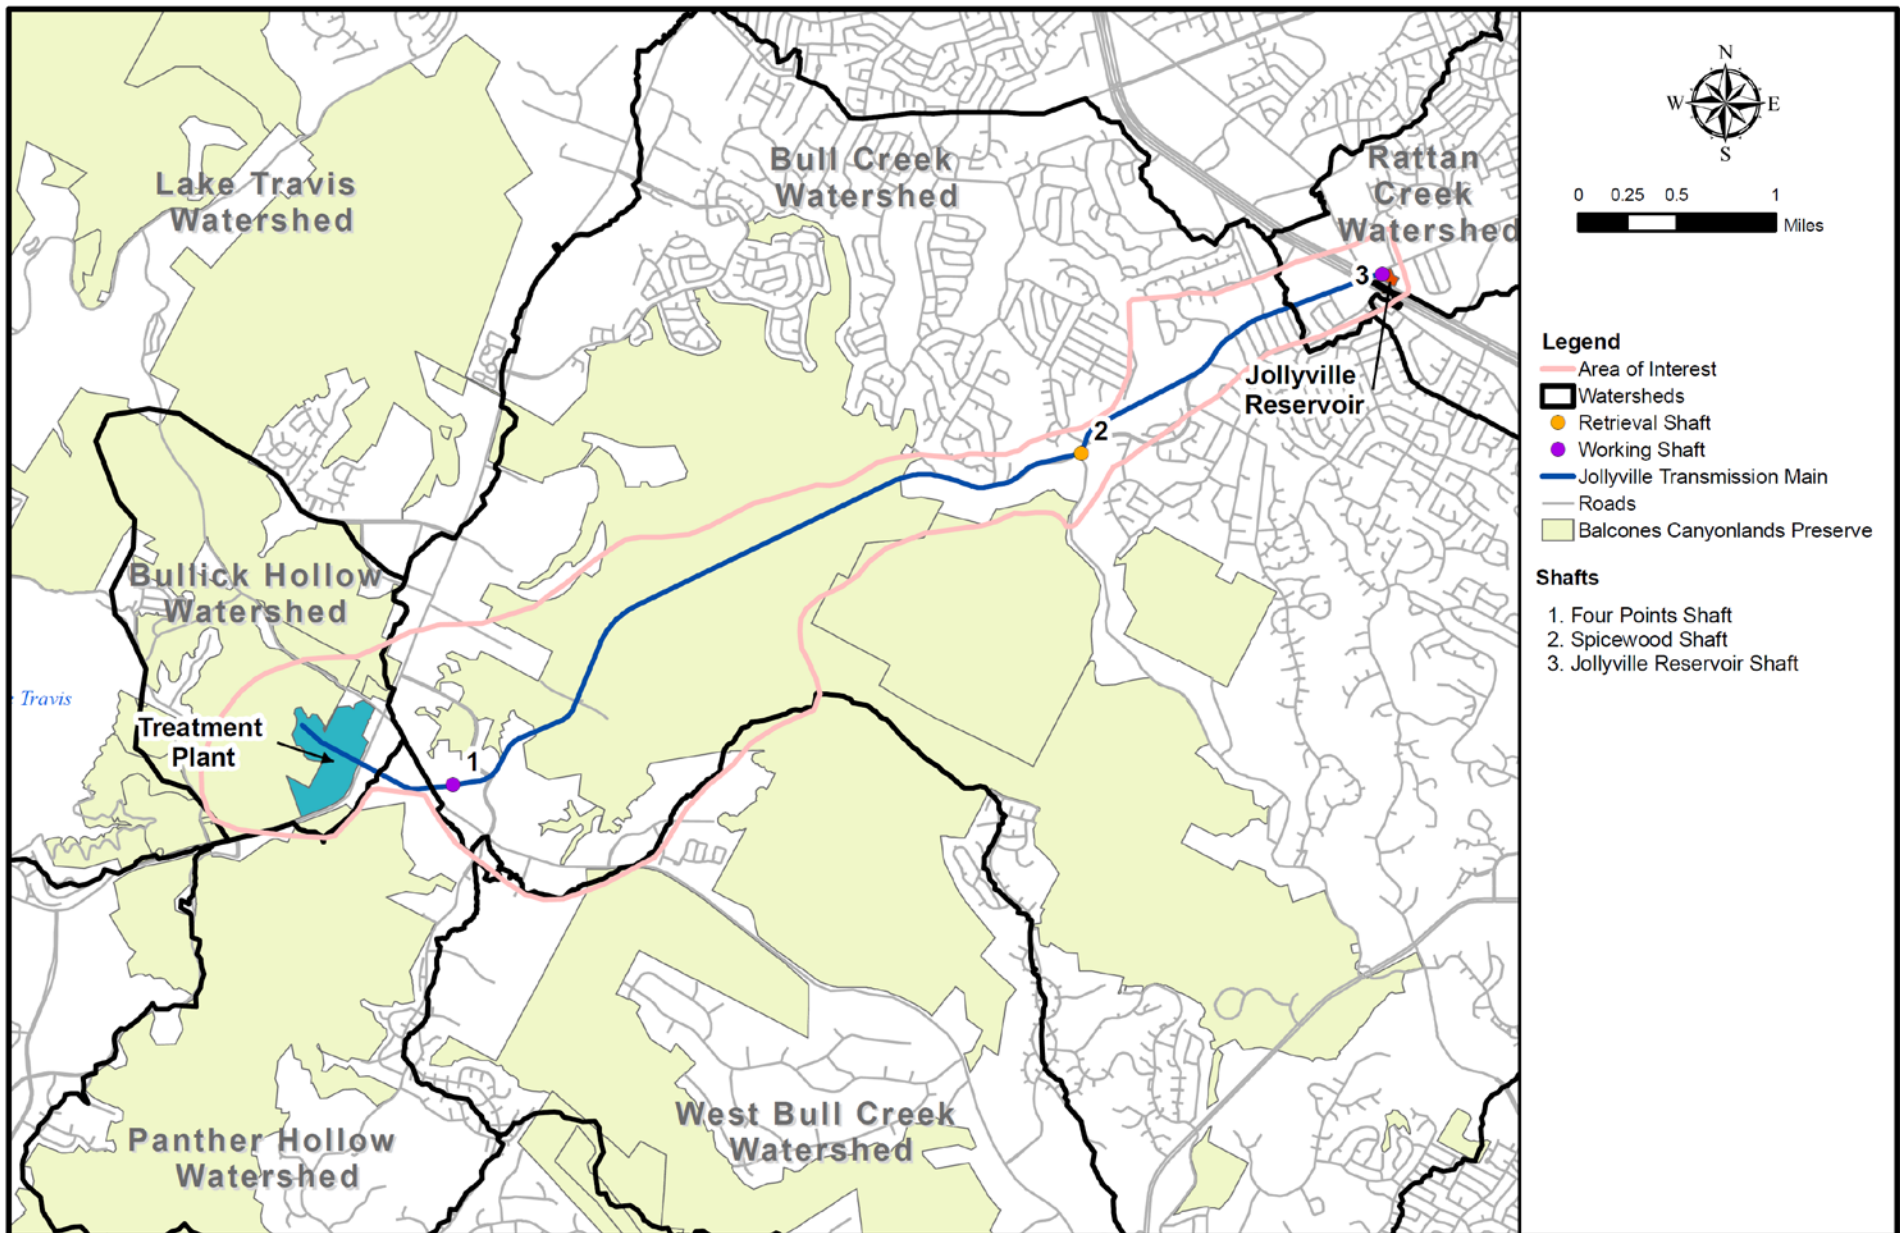 Lake Travis
Watershed
Bull Creek
Watershed
Rattan
Creek
Watershed
3
Jollyville
Reservoir
2
Bullick Hollow
Watershed
Travis
Treatment
Plant
1
Panther Hollow
Watershed
West Bull Creek
Watershed
N
W E
S
0 0.25 0.5 1
Miles
Legend
Area of Interest
Watersheds
Retrieval Shaft
Working Shaft
Jollyville Transmission Main
Roads
Balcones Canyonlands Preserve
Shafts
1. Four Points Shaft
2. Spicewood Shaft
3. Jollyville Reservoir Shaft